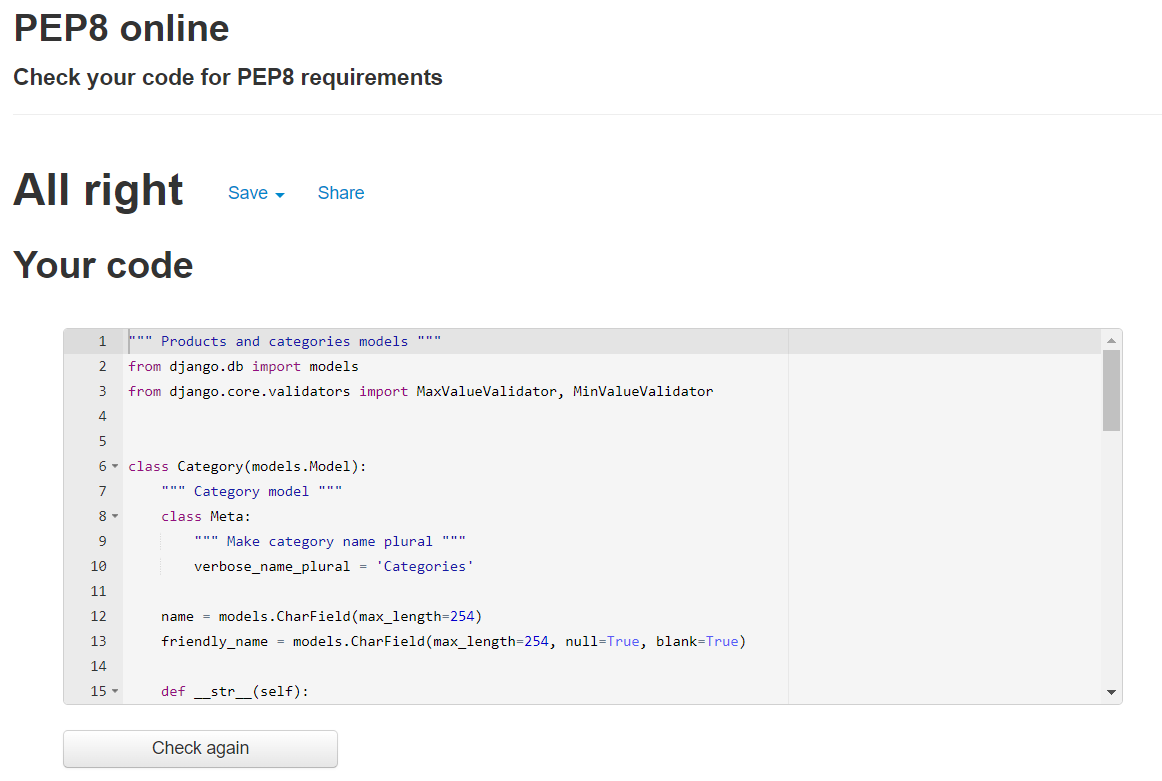 PEP8 online
Check your code for PEP8 requirements
All right Save Share
Your code
1 """ Products and categories models """
2 from django.db import models
3 from django.core.validators import MaxValueValidator, MinValueValidator
4
5
6 class Category(models.Model):
7     """ Category model """
8     class Meta:
9         """ Make category name plural """
10         verbose_name_plural = 'Categories'
11
12     name = models.CharField(max_length=254)
13     friendly_name = models.CharField(max_length=254, null=True, blank=True)
14
15     def __str__(self):
Check again